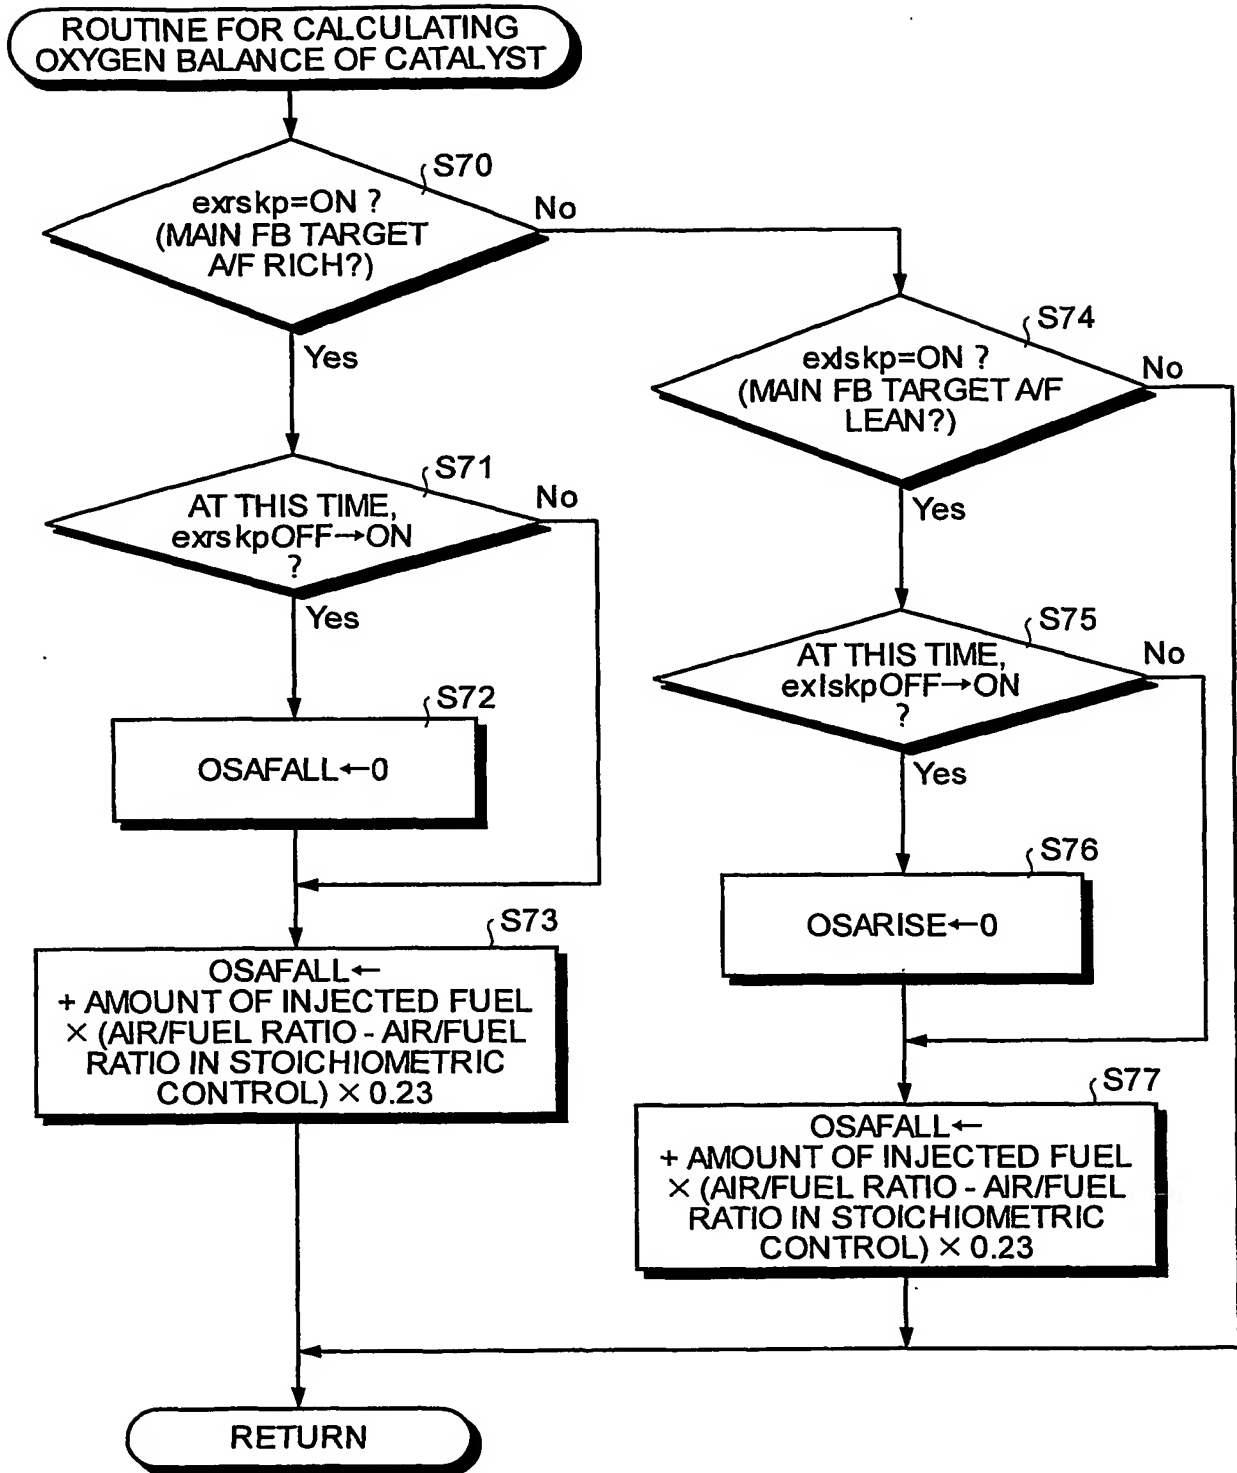 ROUTINE FOR CALCULATING
OXYGEN BALANCE OF CATALYST
S70
exrskp=ON ?
(MAIN FB TARGET
A/F RICH?)
No
Yes
S74
exlskp=ON ?
(MAIN FB TARGET A/F
LEAN?)
No
Yes
S71
AT THIS TIME,
exrskpOFF→ON
?
No
Yes
S75
AT THIS TIME,
exlskpOFF→ON
?
No
Yes
S72
OSAFALL←0
S76
OSARISE←0
S73
OSAFALL←
+ AMOUNT OF INJECTED FUEL
× (AIR/FUEL RATIO - AIR/FUEL
RATIO IN STOICHIOMETRIC
CONTROL) × 0.23
S77
OSAFALL←
+ AMOUNT OF INJECTED FUEL
× (AIR/FUEL RATIO - AIR/FUEL
RATIO IN STOICHIOMETRIC
CONTROL) × 0.23
RETURN